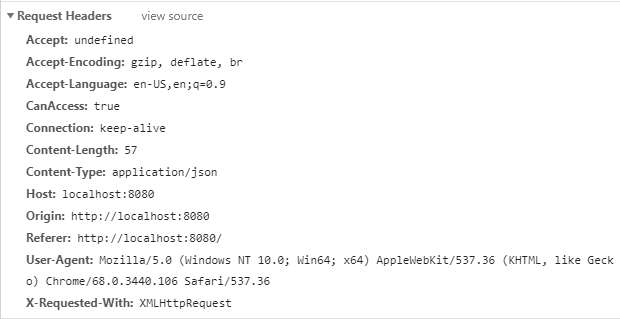 Request Headers view source
Accept: undefined
Accept-Encoding: gzip, deflate, br
Accept-Language: en-US,en;q=0.9
CanAccess: true
Connection: keep-alive
Content-Length: 57
Content-Type: application/json
Host: localhost:8080
Origin: http://localhost:8080
Referer: http://localhost:8080/
User-Agent: Mozilla/5.0 (Windows NT 10.0; Win64; x64) AppleWebKit/537.36 (KHTML, like Geck
o) Chrome/68.0.3440.106 Safari/537.36
X-Requested-With: XMLHttpRequest